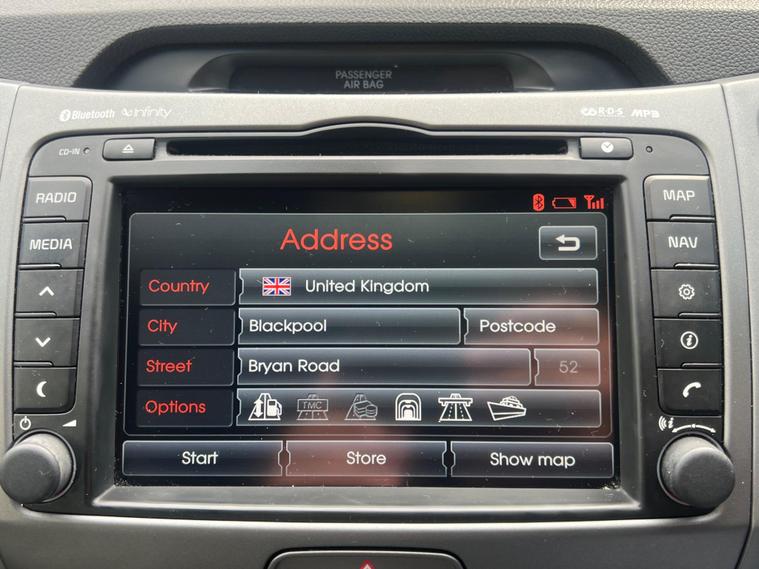 PASSENGER
AIR BAG
Bluetooth infinity R·D·S MP3
CD-IN
RADIO
MAP
MEDIA
NAV
Address
Country United Kingdom
City Blackpool Postcode
Street Bryan Road 52
Options TMC
Start Store Show map